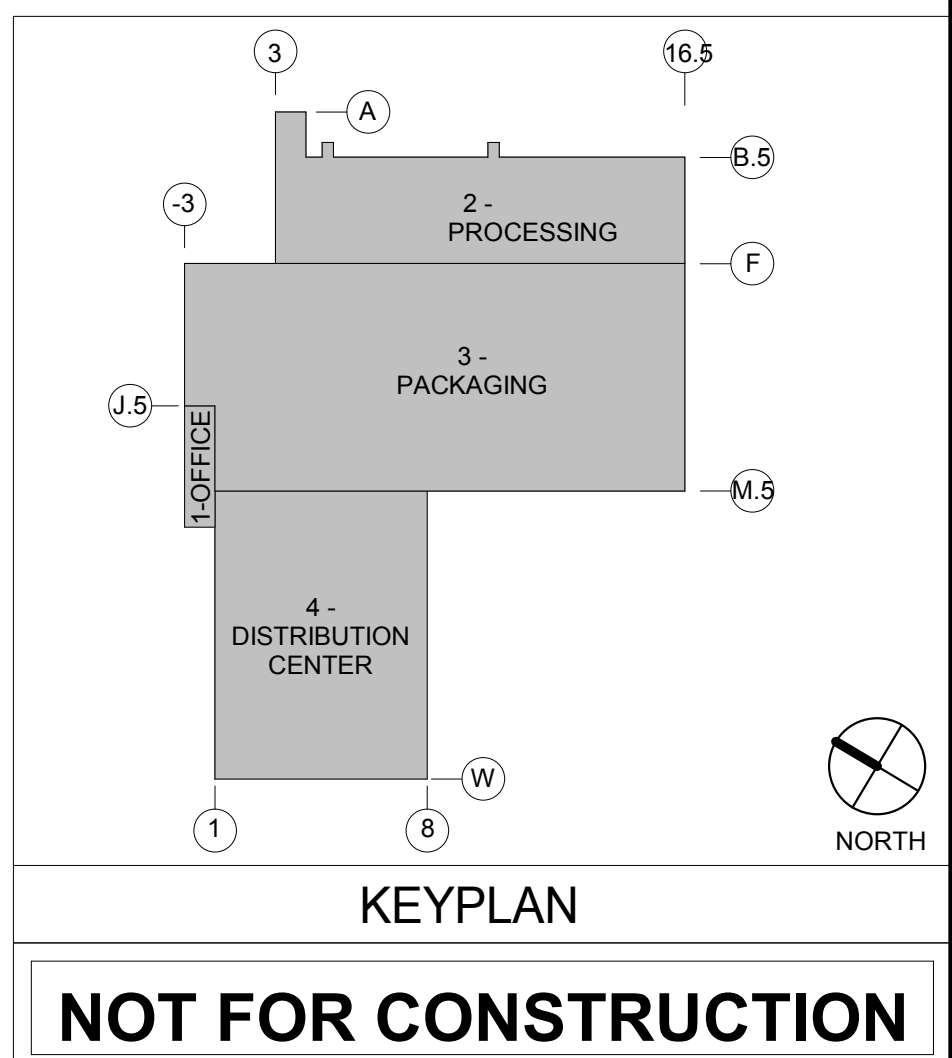 3
16.5
A
B.5
-3
2 -
PROCESSING
F
3 -
PACKAGING
J.5
1-OFFICE
M.5
4 -
DISTRIBUTION
CENTER
W
1
8
NORTH
KEYPLAN
NOT FOR CONSTRUCTION